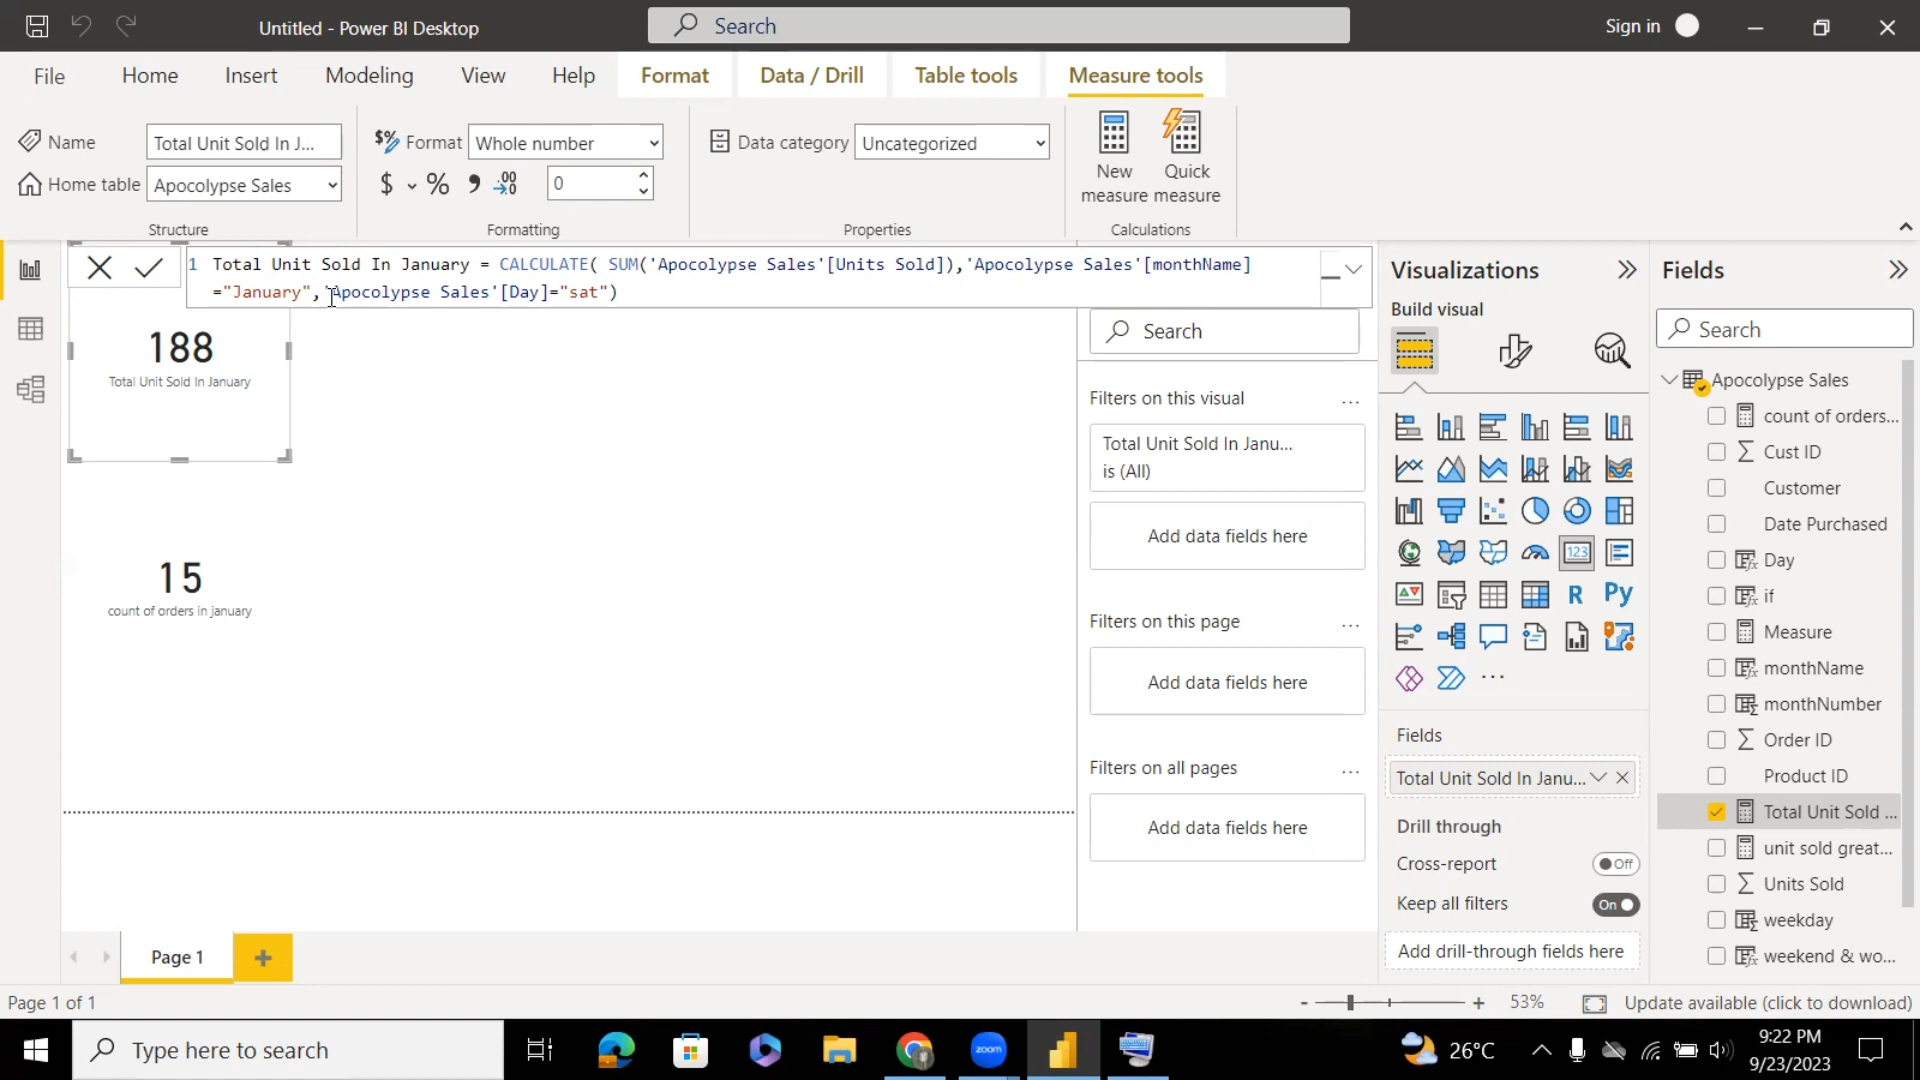 Untitled - Power BI Desktop
Search
Sign in
File
Home
Insert
Modeling
View
Help
Format
Data / Drill
Table tools
Measure tools
Name
Total Unit Sold In J...
Format
Whole number
Data category
Uncategorized
New measure
Quick measure
Home table
Apocolypse Sales
$ % 0
Structure
Formatting
Properties
Calculations
1 Total Unit Sold In January = CALCULATE( SUM('Apocolypse Sales'[Units Sold]),'Apocolypse Sales'[monthName]
="January",'Apocolypse Sales'[Day]="sat")
188
Total Unit Sold In January
15
count of orders in january
Search
Filters on this visual ...
Total Unit Sold In Janu...
is (All)
Add data fields here
Filters on this page ...
Add data fields here
Filters on all pages ...
Add data fields here
Visualizations
Build visual
123
R
Py
...
Fields
Total Unit Sold In Janu...
Drill through
Cross-report
Off
Keep all filters
On
Add drill-through fields here
Fields
Search
Apocolypse Sales
count of orders...
Cust ID
Customer
Date Purchased
Day
if
Measure
monthName
monthNumber
Order ID
Product ID
Total Unit Sold ...
unit sold great...
Units Sold
weekday
weekend & wo...
Page 1
Page 1 of 1
- + 53%
Update available (click to download)
Type here to search
zoom
26°C
9:22 PM
9/23/2023